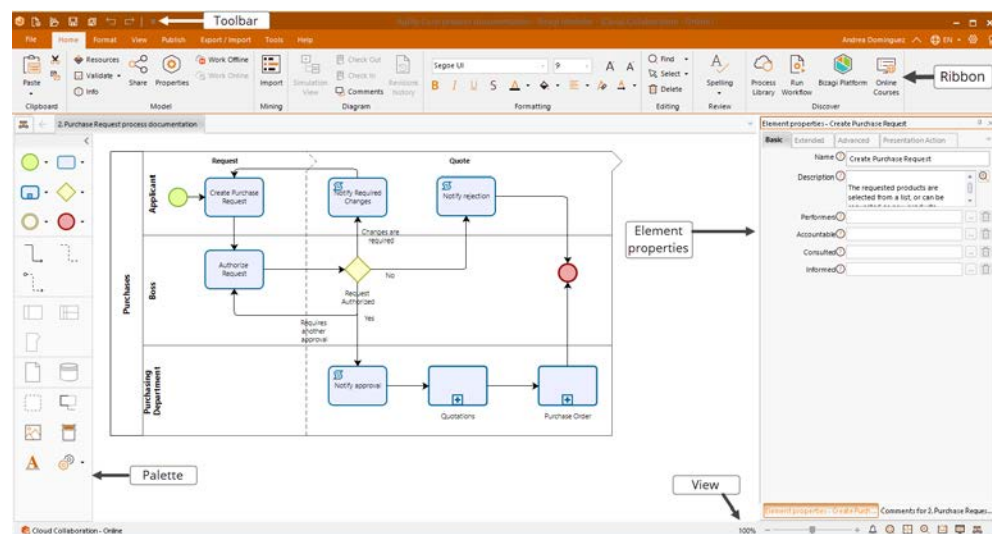 Toolbar
File Home Format View Publish Export / Import Tools Help
Andrea Dominguez
EN
Paste
Resources
Validate
Info
Share
Properties
Work Offline
Work Online
Import
Simulation View
Check Out
Check In
Comments
Revisions history
Segoe UI
9
B I U S
Find
Select
Delete
Spelling
Process Library
Run Workflow
Bizagi Platform
Online Courses
Ribbon
Clipboard Model Mining Diagram Formatting Editing Review Discover
2. Purchase Request process documentation
Element properties - Create Purchase Request
Basic Extended Advanced Presentation Action
Name Create Purchase Request
Description
The requested products are
selected from a list, or can be
Performers
Accountable
Consulted
Informed
Element
properties
Purchases
Request
Quote
Applicant
Create Purchase
Request
Notify Required
Changes
Notify rejection
Changes are
required
Boss
Authorize
Request
No
Request
Authorized
Yes
Requires
another
approval
Purchasing
Department
Notify approval
Quotations
Purchase Order
A
Palette
View
Element properties - Create Purch...
Comments for 2. Purchase Reques...
Cloud Collaboration - Online
100%